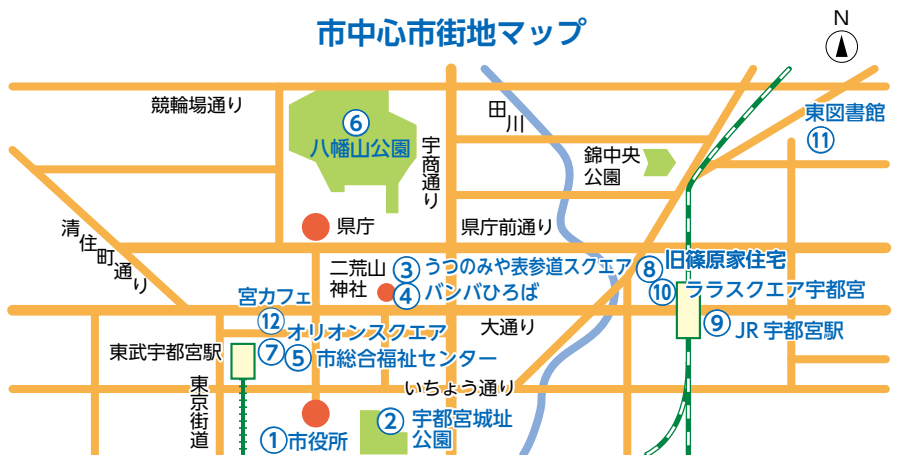 市中心市街地マップ
N
競輪場通り
田川
東図書館
⑪
⑥
八幡山公園
宇商通り
錦中央
公園
清住町通り
県庁
県庁前通り
二荒山
神社
③ うつのみや表参道スクエア
④ バンバひろば
⑧ 旧篠原家住宅
⑩ ララスクエア宇都宮
宮カフェ
⑫
オリオンスクエア
大通り
⑨ JR宇都宮駅
東武宇都宮駅
⑦
⑤ 市総合福祉センター
東京街道
いちょう通り
① 市役所
② 宇都宮城址
公園